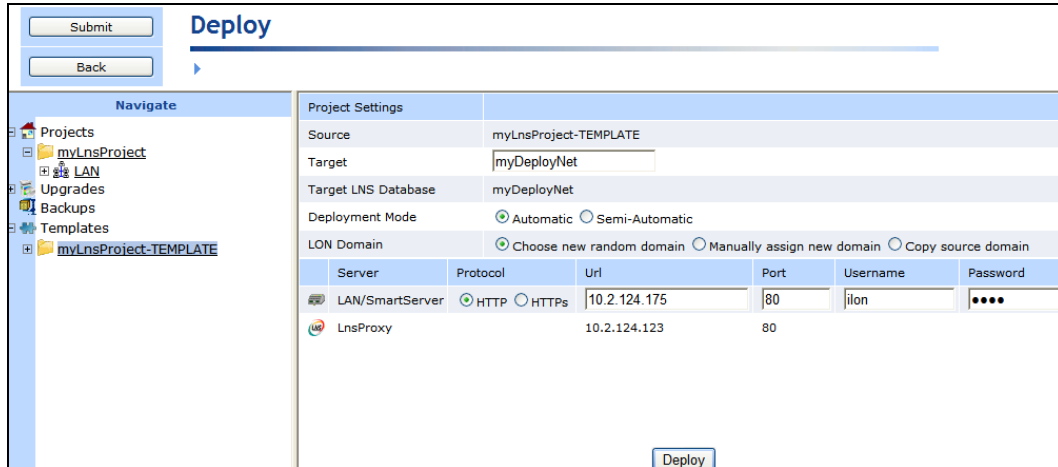 Submit
Deploy
Back
Navigate
Projects
myLnsProject
LAN
Upgrades
Backups
Templates
myLnsProject-TEMPLATE
Project Settings
Source myLnsProject-TEMPLATE
Target myDeployNet
Target LNS Database myDeployNet
Deployment Mode Automatic Semi-Automatic
LON Domain Choose new random domain Manually assign new domain Copy source domain
Server Protocol Url Port Username Password
LAN/SmartServer HTTP HTTPs 10.2.124.175 80 ilon ●●●●
LNS LnsProxy 10.2.124.123 80
Deploy